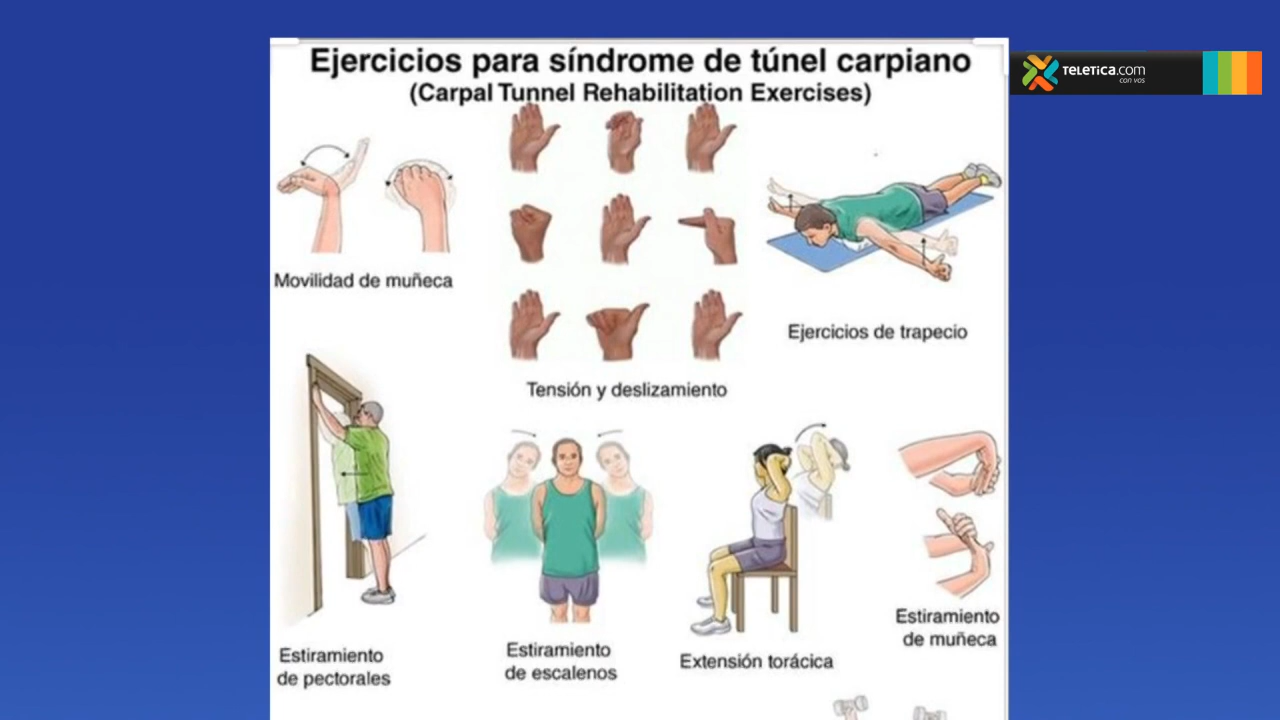 Ejercicios para síndrome de túnel carpiano
(Carpal Tunnel Rehabilitation Exercises)
TELETICA.COM
con vos
Movilidad de muñeca
Ejercicios de trapecio
Tensión y deslizamiento
Estiramiento
de pectorales
Estiramiento
de escalenos
Extensión torácica
Estiramiento
de muñeca